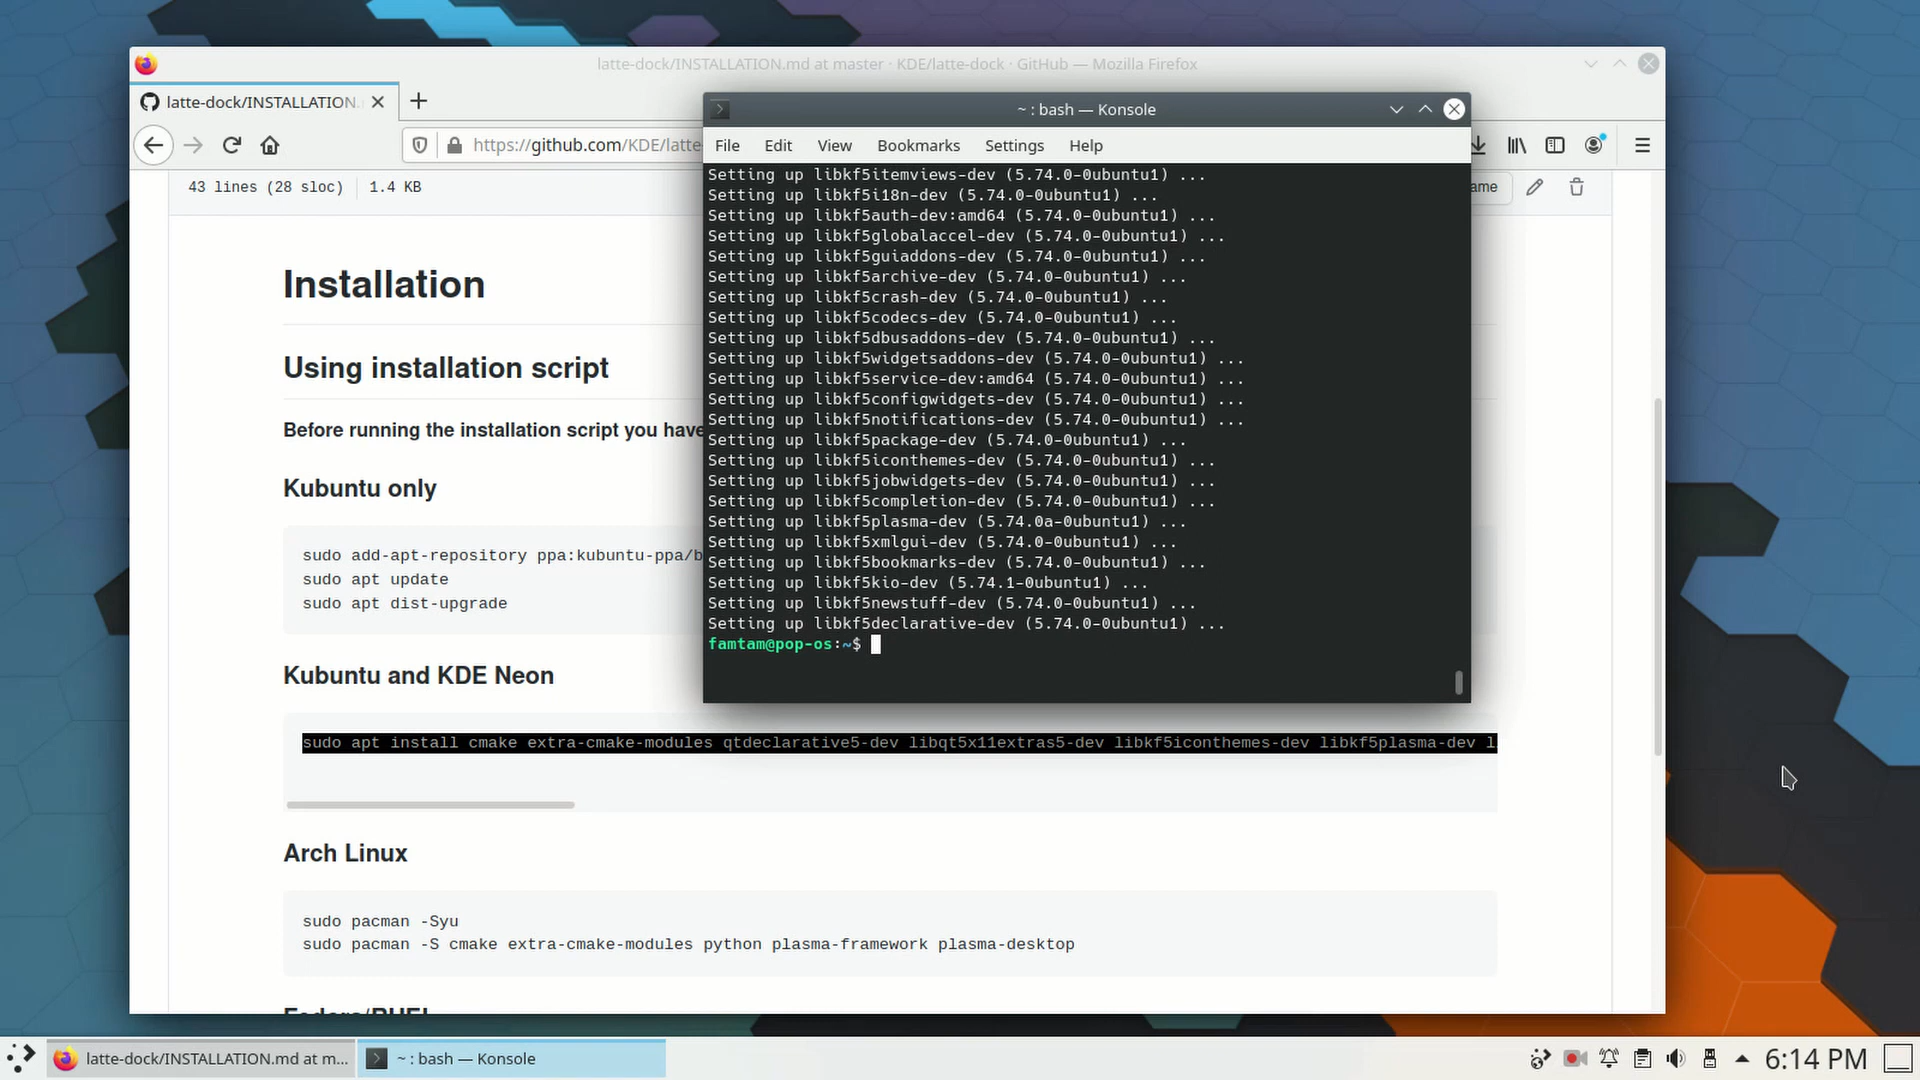 latte-dock/INSTALLATION.md at master · KDE/latte-dock · GitHub — Mozilla Firefox
latte-dock/INSTALLATION.
https://github.com/KDE/latte
43 lines (28 sloc) 1.4 KB
ame
Installation
Using installation script
Before running the installation script you have
Kubuntu only
sudo add-apt-repository ppa:kubuntu-ppa/b
sudo apt update
sudo apt dist-upgrade
Kubuntu and KDE Neon
sudo apt install cmake extra-cmake-modules qtdeclarative5-dev libqt5x11extras5-dev libkf5iconthemes-dev libkf5plasma-dev l
Arch Linux
sudo pacman -Syu
sudo pacman -S cmake extra-cmake-modules python plasma-framework plasma-desktop
Fedora/RHEL
~ : bash — Konsole
File Edit View Bookmarks Settings Help
Setting up libkf5itemviews-dev (5.74.0-0ubuntu1) ...
Setting up libkf5i18n-dev (5.74.0-0ubuntu1) ...
Setting up libkf5auth-dev:amd64 (5.74.0-0ubuntu1) ...
Setting up libkf5globalaccel-dev (5.74.0-0ubuntu1) ...
Setting up libkf5guiaddons-dev (5.74.0-0ubuntu1) ...
Setting up libkf5archive-dev (5.74.0-0ubuntu1) ...
Setting up libkf5crash-dev (5.74.0-0ubuntu1) ...
Setting up libkf5codecs-dev (5.74.0-0ubuntu1) ...
Setting up libkf5dbusaddons-dev (5.74.0-0ubuntu1) ...
Setting up libkf5widgetsaddons-dev (5.74.0-0ubuntu1) ...
Setting up libkf5service-dev:amd64 (5.74.0-0ubuntu1) ...
Setting up libkf5configwidgets-dev (5.74.0-0ubuntu1) ...
Setting up libkf5notifications-dev (5.74.0-0ubuntu1) ...
Setting up libkf5package-dev (5.74.0-0ubuntu1) ...
Setting up libkf5iconthemes-dev (5.74.0-0ubuntu1) ...
Setting up libkf5jobwidgets-dev (5.74.0-0ubuntu1) ...
Setting up libkf5completion-dev (5.74.0-0ubuntu1) ...
Setting up libkf5plasma-dev (5.74.0a-0ubuntu1) ...
Setting up libkf5xmlgui-dev (5.74.0-0ubuntu1) ...
Setting up libkf5bookmarks-dev (5.74.0-0ubuntu1) ...
Setting up libkf5kio-dev (5.74.1-0ubuntu1) ...
Setting up libkf5newstuff-dev (5.74.0-0ubuntu1) ...
Setting up libkf5declarative-dev (5.74.0-0ubuntu1) ...
famtam@pop-os:~$
latte-dock/INSTALLATION.md at m...
~ : bash — Konsole
6:14 PM